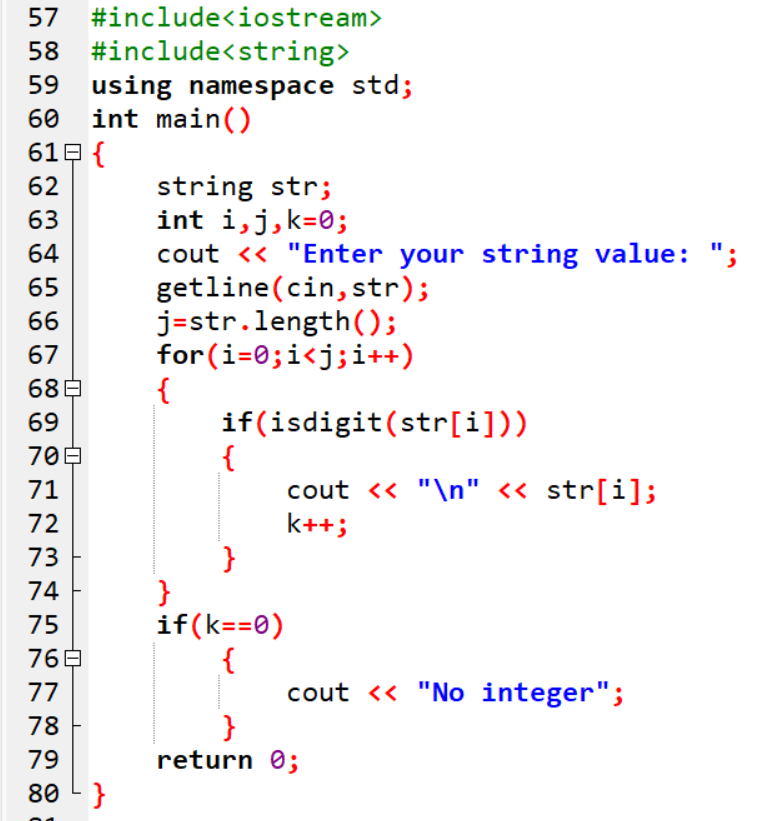 57 #include<iostream>
58 #include<string>
59 using namespace std;
60 int main()
61 {
62 string str;
63 int i,j,k=0;
64 cout << "Enter your string value: ";
65 getline(cin,str);
66 j=str.length();
67 for(i=0;i<j;i++)
68 {
69 if(isdigit(str[i]))
70 {
71 cout << "\n" << str[i];
72 k++;
73 }
74 }
75 if(k==0)
76 {
77 cout << "No integer";
78 }
79 return 0;
80 }